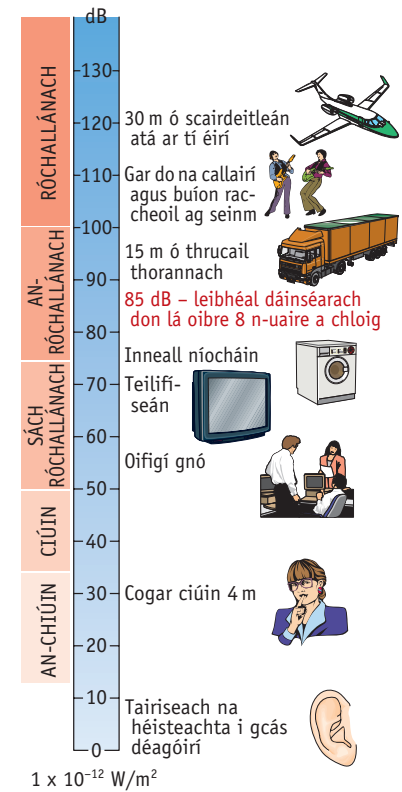 dB
130
120
110
100
90
80
70
60
50
40
30
20
10
0
RÓCHALLÁNACH
AN-
RÓCHALLÁNACH
SÁCH
RÓCHALLÁNACH
CIÚIN
AN-CHIÚIN
30 m ó scairdeitleán
atá ar tí éirí
Gar do na callairí
agus buíon rac-
cheoil ag seinm
15 m ó thrucail
thorannach
85 dB – leibhéal dáinséarach
don lá oibre 8 n-uaire a chloig
Inneall níocháin
Teilifí-
seán
Oifigí gnó
Cogar ciúin 4 m
Tairiseach na
héisteachta i gcás
déagóirí
1 x 10⁻¹² W/m²